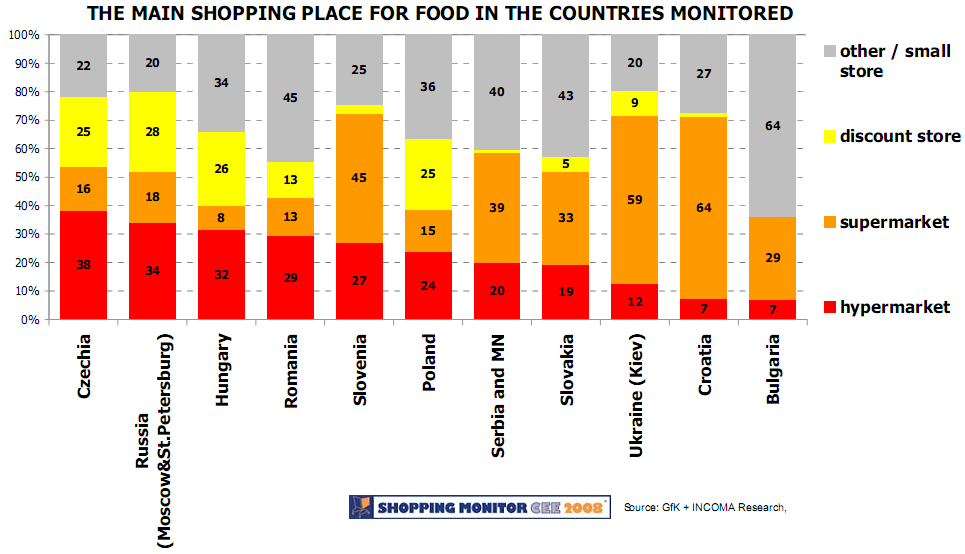 THE MAIN SHOPPING PLACE FOR FOOD IN THE COUNTRIES MONITORED
100%
90%
80%
70%
60%
50%
40%
30%
20%
10%
0%
22 20 34 45 25 36 40 43 20 27 64
25 28 26 13 25 5 9
16 18 8 13 45 15 39 33 59 64 29
38 34 32 29 27 24 20 19 12 7 7
other / small
store
discount store
supermarket
hypermarket
Czechia
Russia
(Moscow&St.Petersburg)
Hungary
Romania
Slovenia
Poland
Serbia and MN
Slovakia
Ukraine (Kiev)
Croatia
Bulgaria
SHOPPING MONITOR CEE 2008
Source: GfK + INCOMA Research,